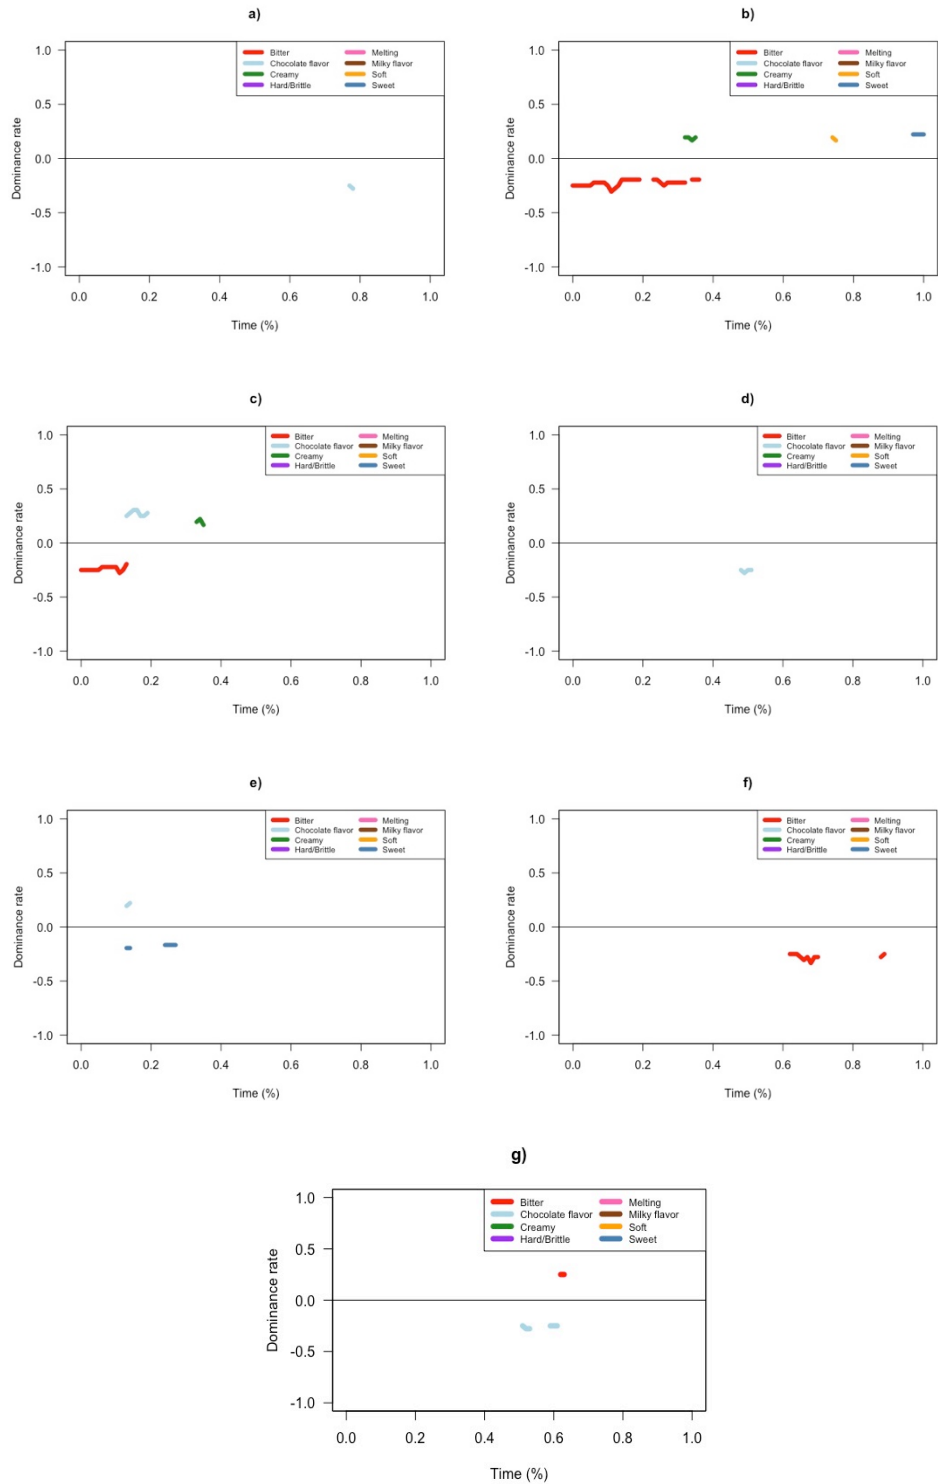 a)
Bitter Melting
Chocolate flavor Milky flavor
Creamy Soft
Hard/Brittle Sweet
1.0
0.5
0.0
-0.5
-1.0
Dominance rate
0.0 0.2 0.4 0.6 0.8 1.0
Time (%)
b)
Bitter Melting
Chocolate flavor Milky flavor
Creamy Soft
Hard/Brittle Sweet
1.0
0.5
0.0
-0.5
-1.0
Dominance rate
0.0 0.2 0.4 0.6 0.8 1.0
Time (%)
c)
Bitter Melting
Chocolate flavor Milky flavor
Creamy Soft
Hard/Brittle Sweet
1.0
0.5
0.0
-0.5
-1.0
Dominance rate
0.0 0.2 0.4 0.6 0.8 1.0
Time (%)
d)
Bitter Melting
Chocolate flavor Milky flavor
Creamy Soft
Hard/Brittle Sweet
1.0
0.5
0.0
-0.5
-1.0
Dominance rate
0.0 0.2 0.4 0.6 0.8 1.0
Time (%)
e)
Bitter Melting
Chocolate flavor Milky flavor
Creamy Soft
Hard/Brittle Sweet
1.0
0.5
0.0
-0.5
-1.0
Dominance rate
0.0 0.2 0.4 0.6 0.8 1.0
Time (%)
f)
Bitter Melting
Chocolate flavor Milky flavor
Creamy Soft
Hard/Brittle Sweet
1.0
0.5
0.0
-0.5
-1.0
Dominance rate
0.0 0.2 0.4 0.6 0.8 1.0
Time (%)
g)
Bitter Melting
Chocolate flavor Milky flavor
Creamy Soft
Hard/Brittle Sweet
1.0
0.5
0.0
-0.5
-1.0
Dominance rate
0.0 0.2 0.4 0.6 0.8 1.0
Time (%)